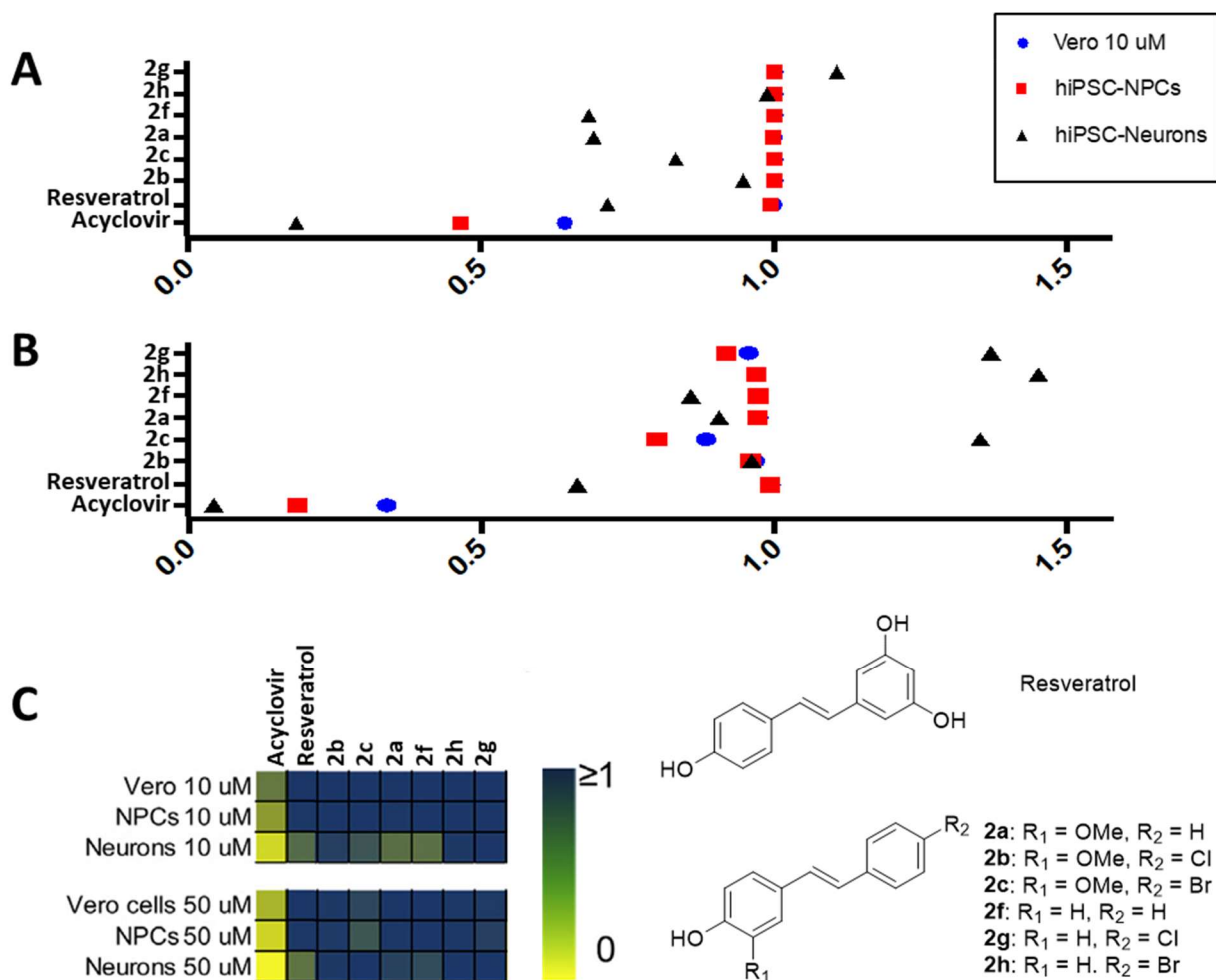 A
2g
2h
2f
2a
2c
2b
Resveratrol
Acyclovir
0.0
0.5
1.0
1.5
Vero 10 uM
hiPSC-NPCs
hiPSC-Neurons
B
2g
2h
2f
2a
2c
2b
Resveratrol
Acyclovir
0.0
0.5
1.0
1.5
C
Acyclovir
Resveratrol
2b
2c
2a
2f
2h
2g
Vero 10 uM
NPCs 10 uM
Neurons 10 uM
Vero cells 50 uM
NPCs 50 uM
Neurons 50 uM
≥1
0
OH
OH
HO
Resveratrol
R2
HO
R1
2a: R1 = OMe, R2 = H
2b: R1 = OMe, R2 = Cl
2c: R1 = OMe, R2 = Br
2f: R1 = H, R2 = H
2g: R1 = H, R2 = Cl
2h: R1 = H. R2 = Br